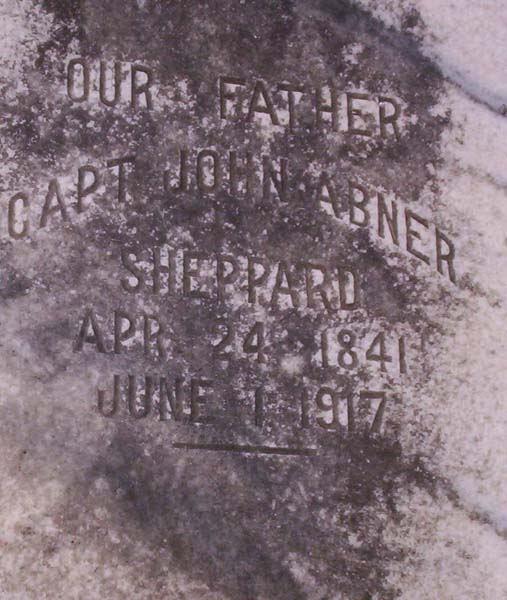 OUR FATHER
CAPT JOHN ABNER
SHEPPARD
APR 24 1841
JUNE 1 1917